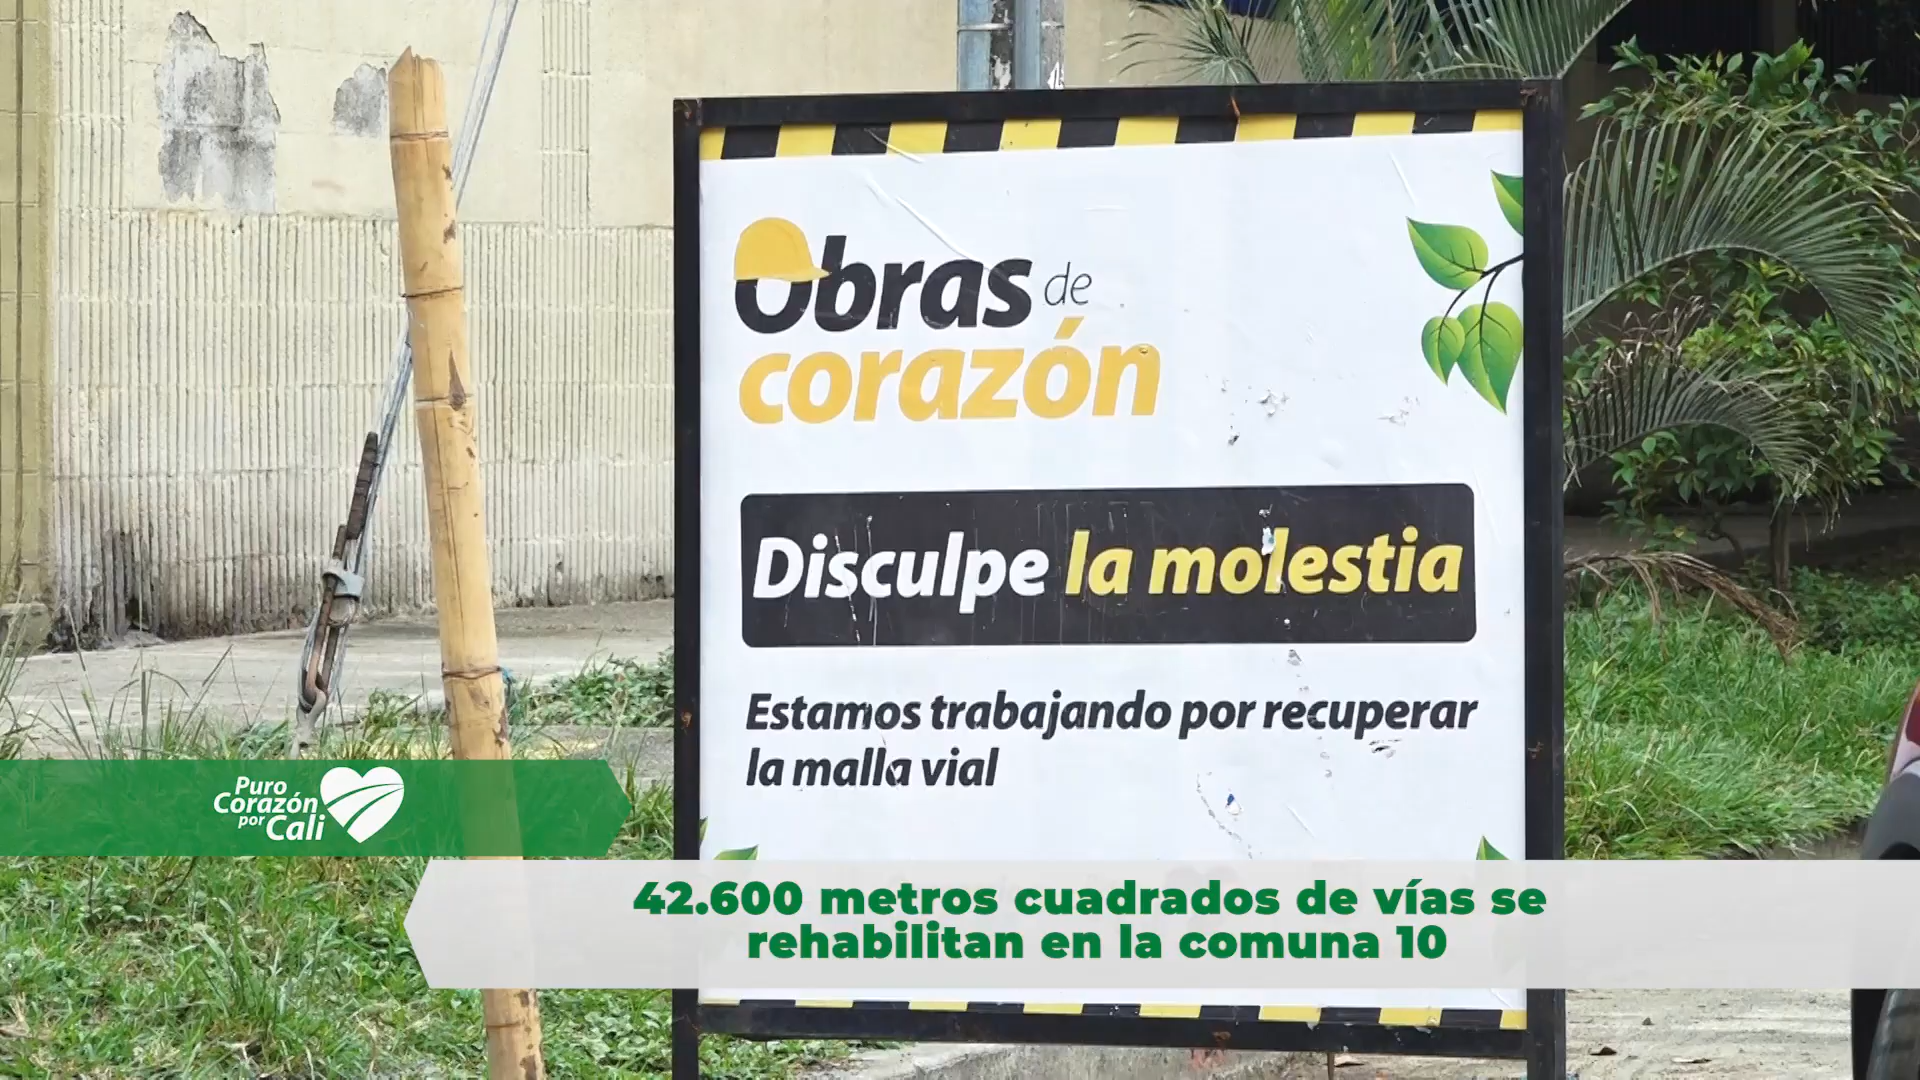 Obras de
corazón
Disculpe la molestia
Estamos trabajando por recuperar
la malla vial
Puro
Corazón
por Cali
42.600 metros cuadrados de vías se
rehabilitan en la comuna 10